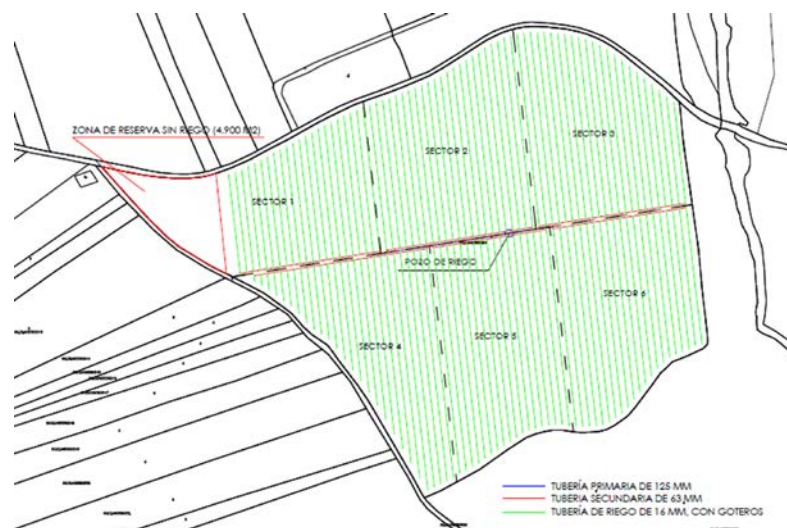 ZONA DE RESERVA SIN RIEGO (4.900 M2)
SECTOR 3
SECTOR 2
SECTOR 1
POZO DE RIEGO
SECTOR 6
SECTOR 5
SECTOR 4
TUBERÍA PRIMARIA DE 125 MM
TUBERIA SECUNDARIA DE 63 MM
TUBERÍA DE RIEGO DE 16 MM, CON GOTEROS